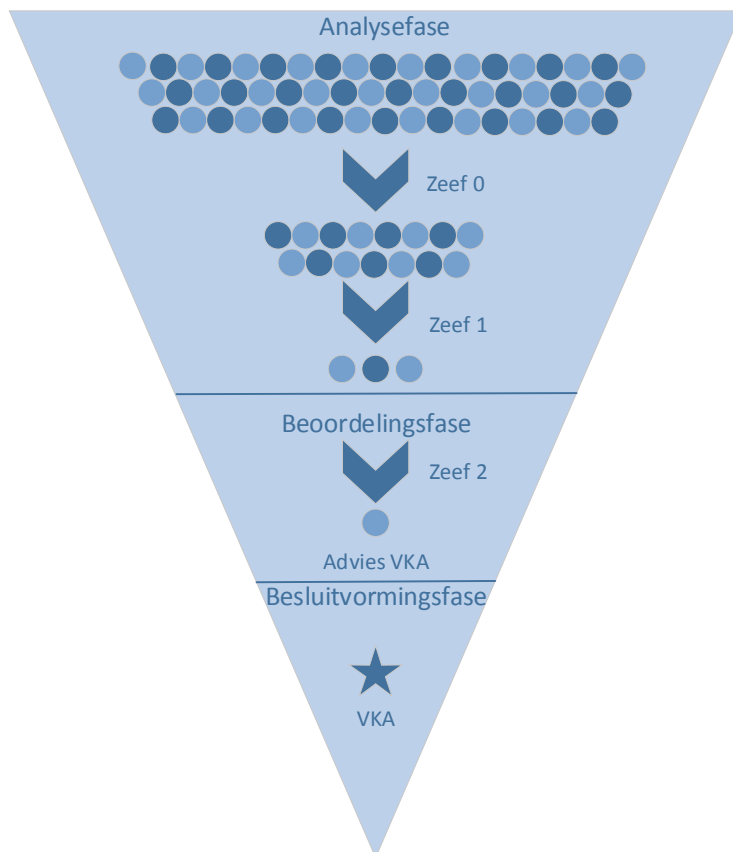 Analysefase
Zeef 0
Zeef 1
Beoordelingsfase
Zeef 2
Advies VKA
Besluitvormingsfase
VKA